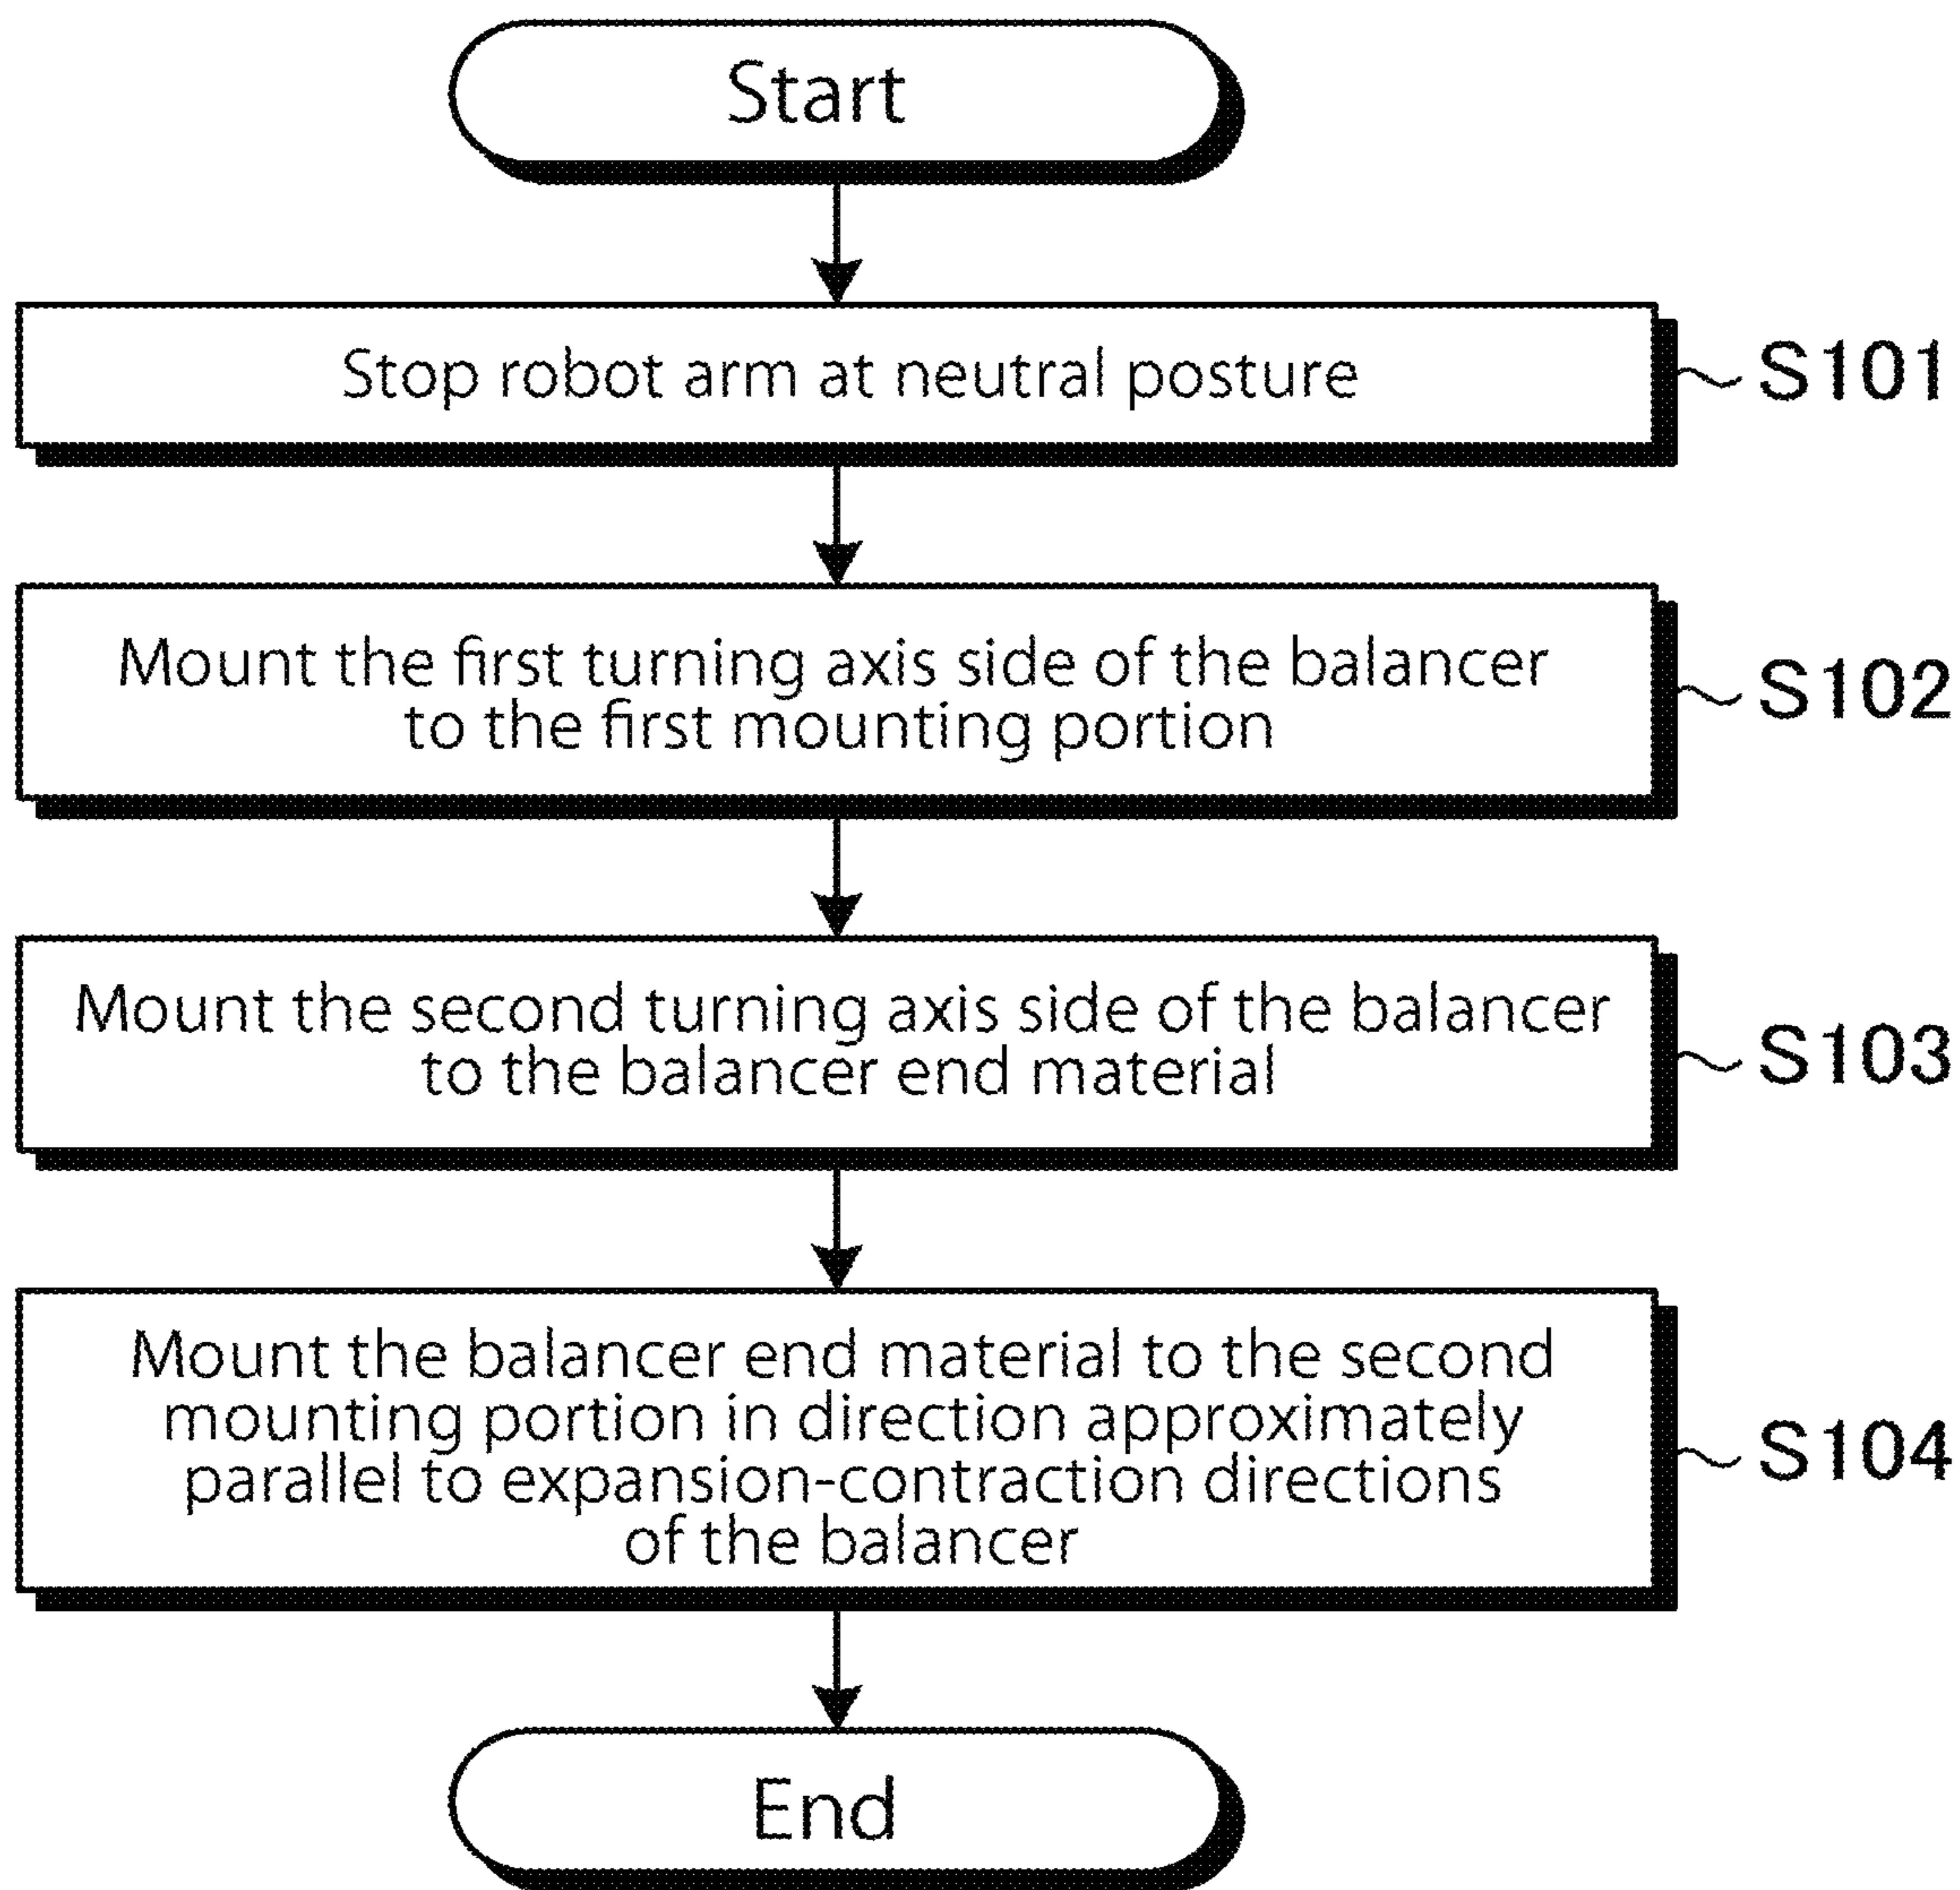 Start
Stop robot arm at neutral posture
S101
Mount the first turning axis side of the balancer
to the first mounting portion
S102
Mount the second turning axis side of the balancer
to the balancer end material
S103
Mount the balancer end material to the second
mounting portion in direction approximately
parallel to expansion-contraction directions
of the balancer
S104
End